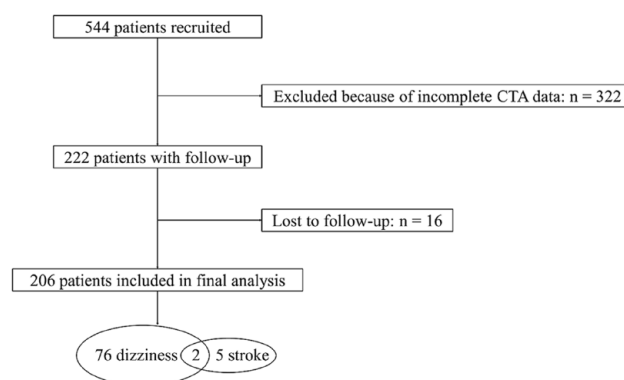 544 patients recruited
Excluded because of incomplete CTA data: n = 322
222 patients with follow-up
Lost to follow-up: n = 16
206 patients included in final analysis
76 dizziness 2 5 stroke